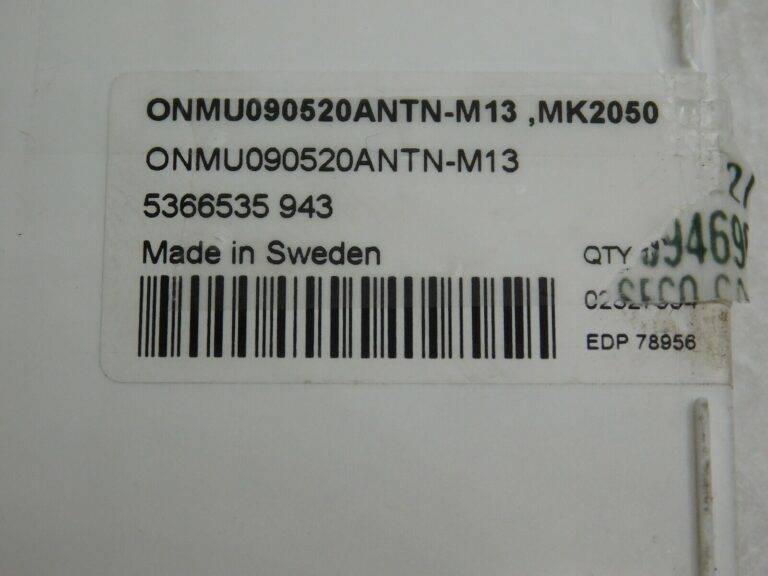 ONMU090520ANTN-M13 ,MK2050
ONMU090520ANTN-M13
5366535 943
Made in Sweden
QTY
EDP 78956